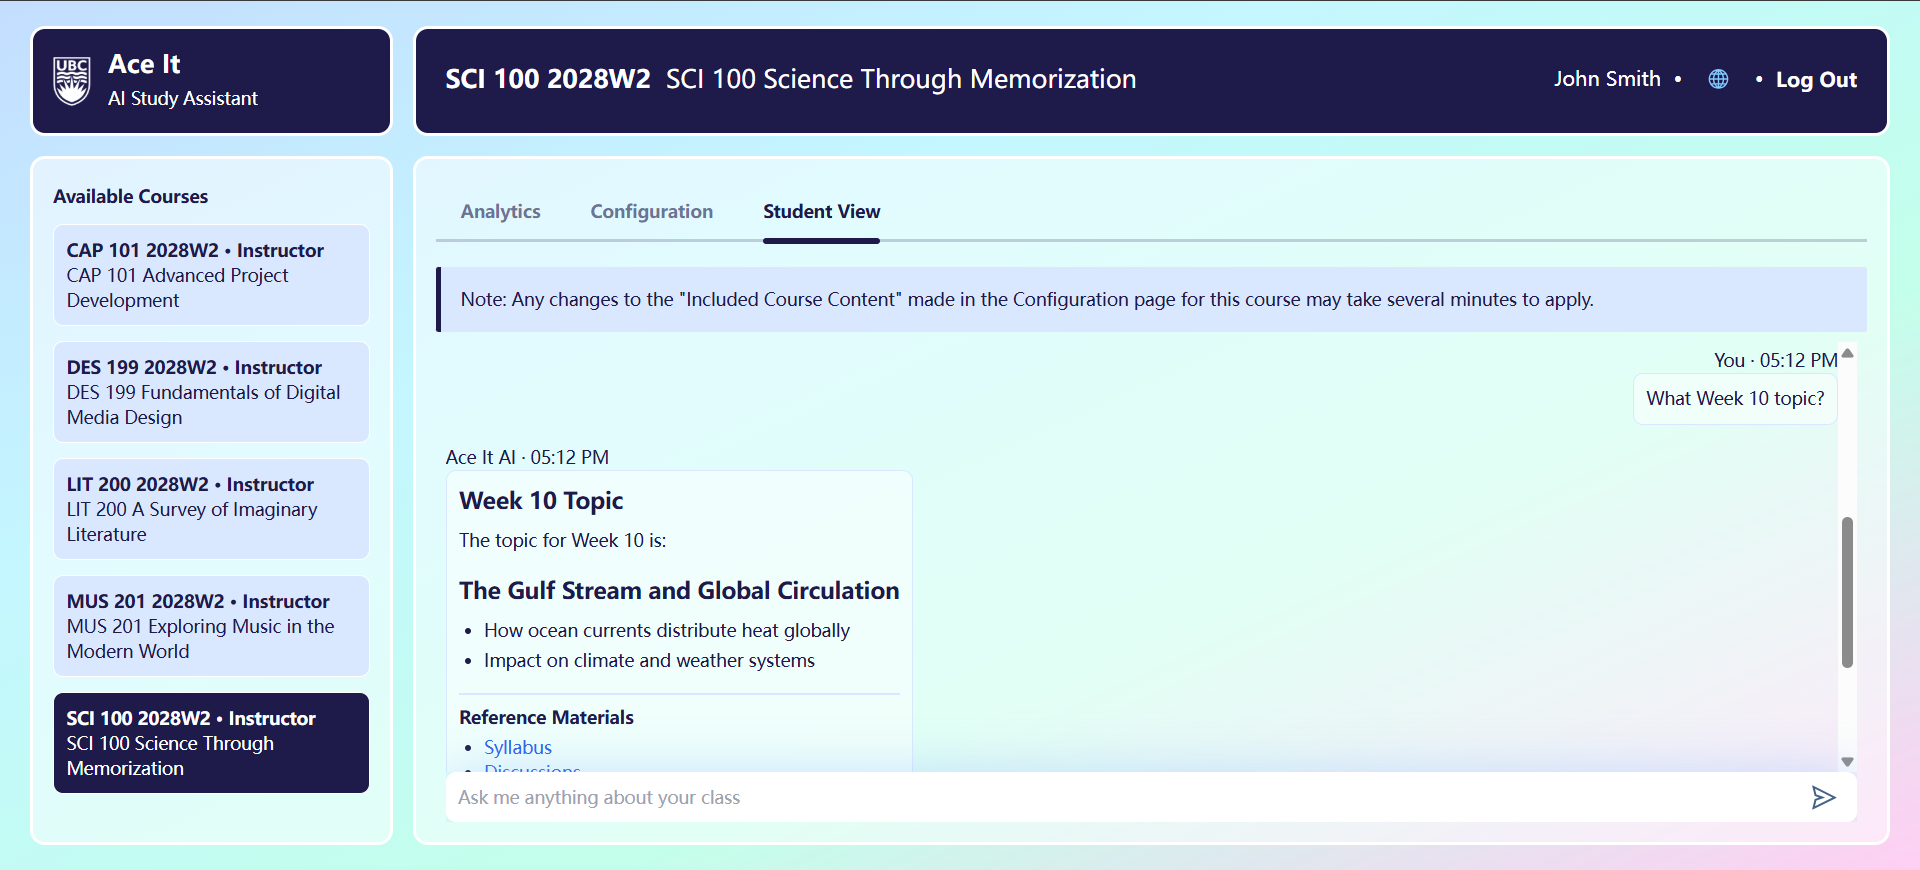 UBC
Ace It
AI Study Assistant
SCI 100 2028W2 SCI 100 Science Through Memorization
John Smith • • Log Out
Available Courses
CAP 101 2028W2 • Instructor
CAP 101 Advanced Project
Development
DES 199 2028W2 • Instructor
DES 199 Fundamentals of Digital
Media Design
LIT 200 2028W2 • Instructor
LIT 200 A Survey of Imaginary
Literature
MUS 201 2028W2 • Instructor
MUS 201 Exploring Music in the
Modern World
SCI 100 2028W2 • Instructor
SCI 100 Science Through
Memorization
Analytics Configuration Student View
Note: Any changes to the "Included Course Content" made in the Configuration page for this course may take several minutes to apply.
You · 05:12 PM
What Week 10 topic?
Ace It AI · 05:12 PM
Week 10 Topic
The topic for Week 10 is:
The Gulf Stream and Global Circulation
• How ocean currents distribute heat globally
• Impact on climate and weather systems
Reference Materials
• Syllabus
• Discussions
Ask me anything about your class